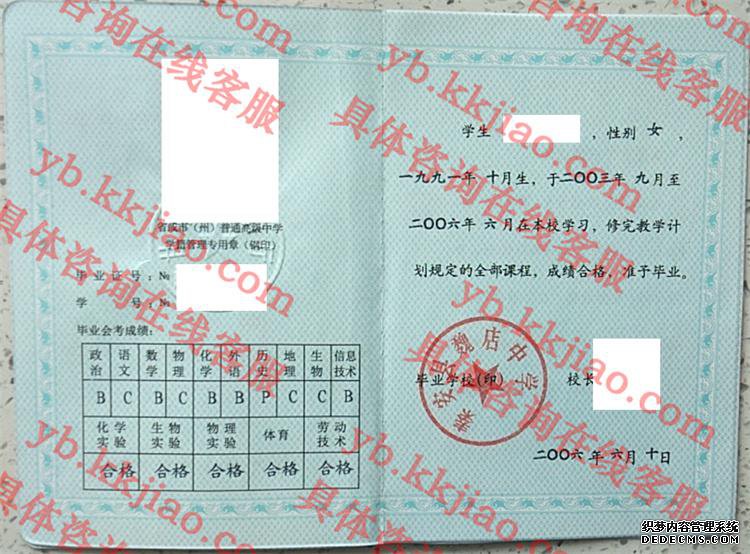 省或市（州）普通高级中学
学籍管理专用章（钢印）
毕 业 证 号：№
学 号：№
毕业会考成绩：
政治 语文 数学 物理 化学 外语 历史 地理 生物 信息技术
B C B C B B P C C B
化学实验 生物实验 物理实验 体育 劳动技术
合格 合格 合格 合格 合格
学生 ，性别 女 ，
一九九一年 十月生，于二〇〇三年 九月至
二〇〇六年 六月在本校学习，修完教学计
划规定的全部课程，成绩合格，准予毕业。
秦安县魏店中学
毕业学校（印） 校长
二〇〇六年 六月 十日
具体咨询在线客服
yb.kkjiao.com
织梦内容管理系统
DEDECMS.COM